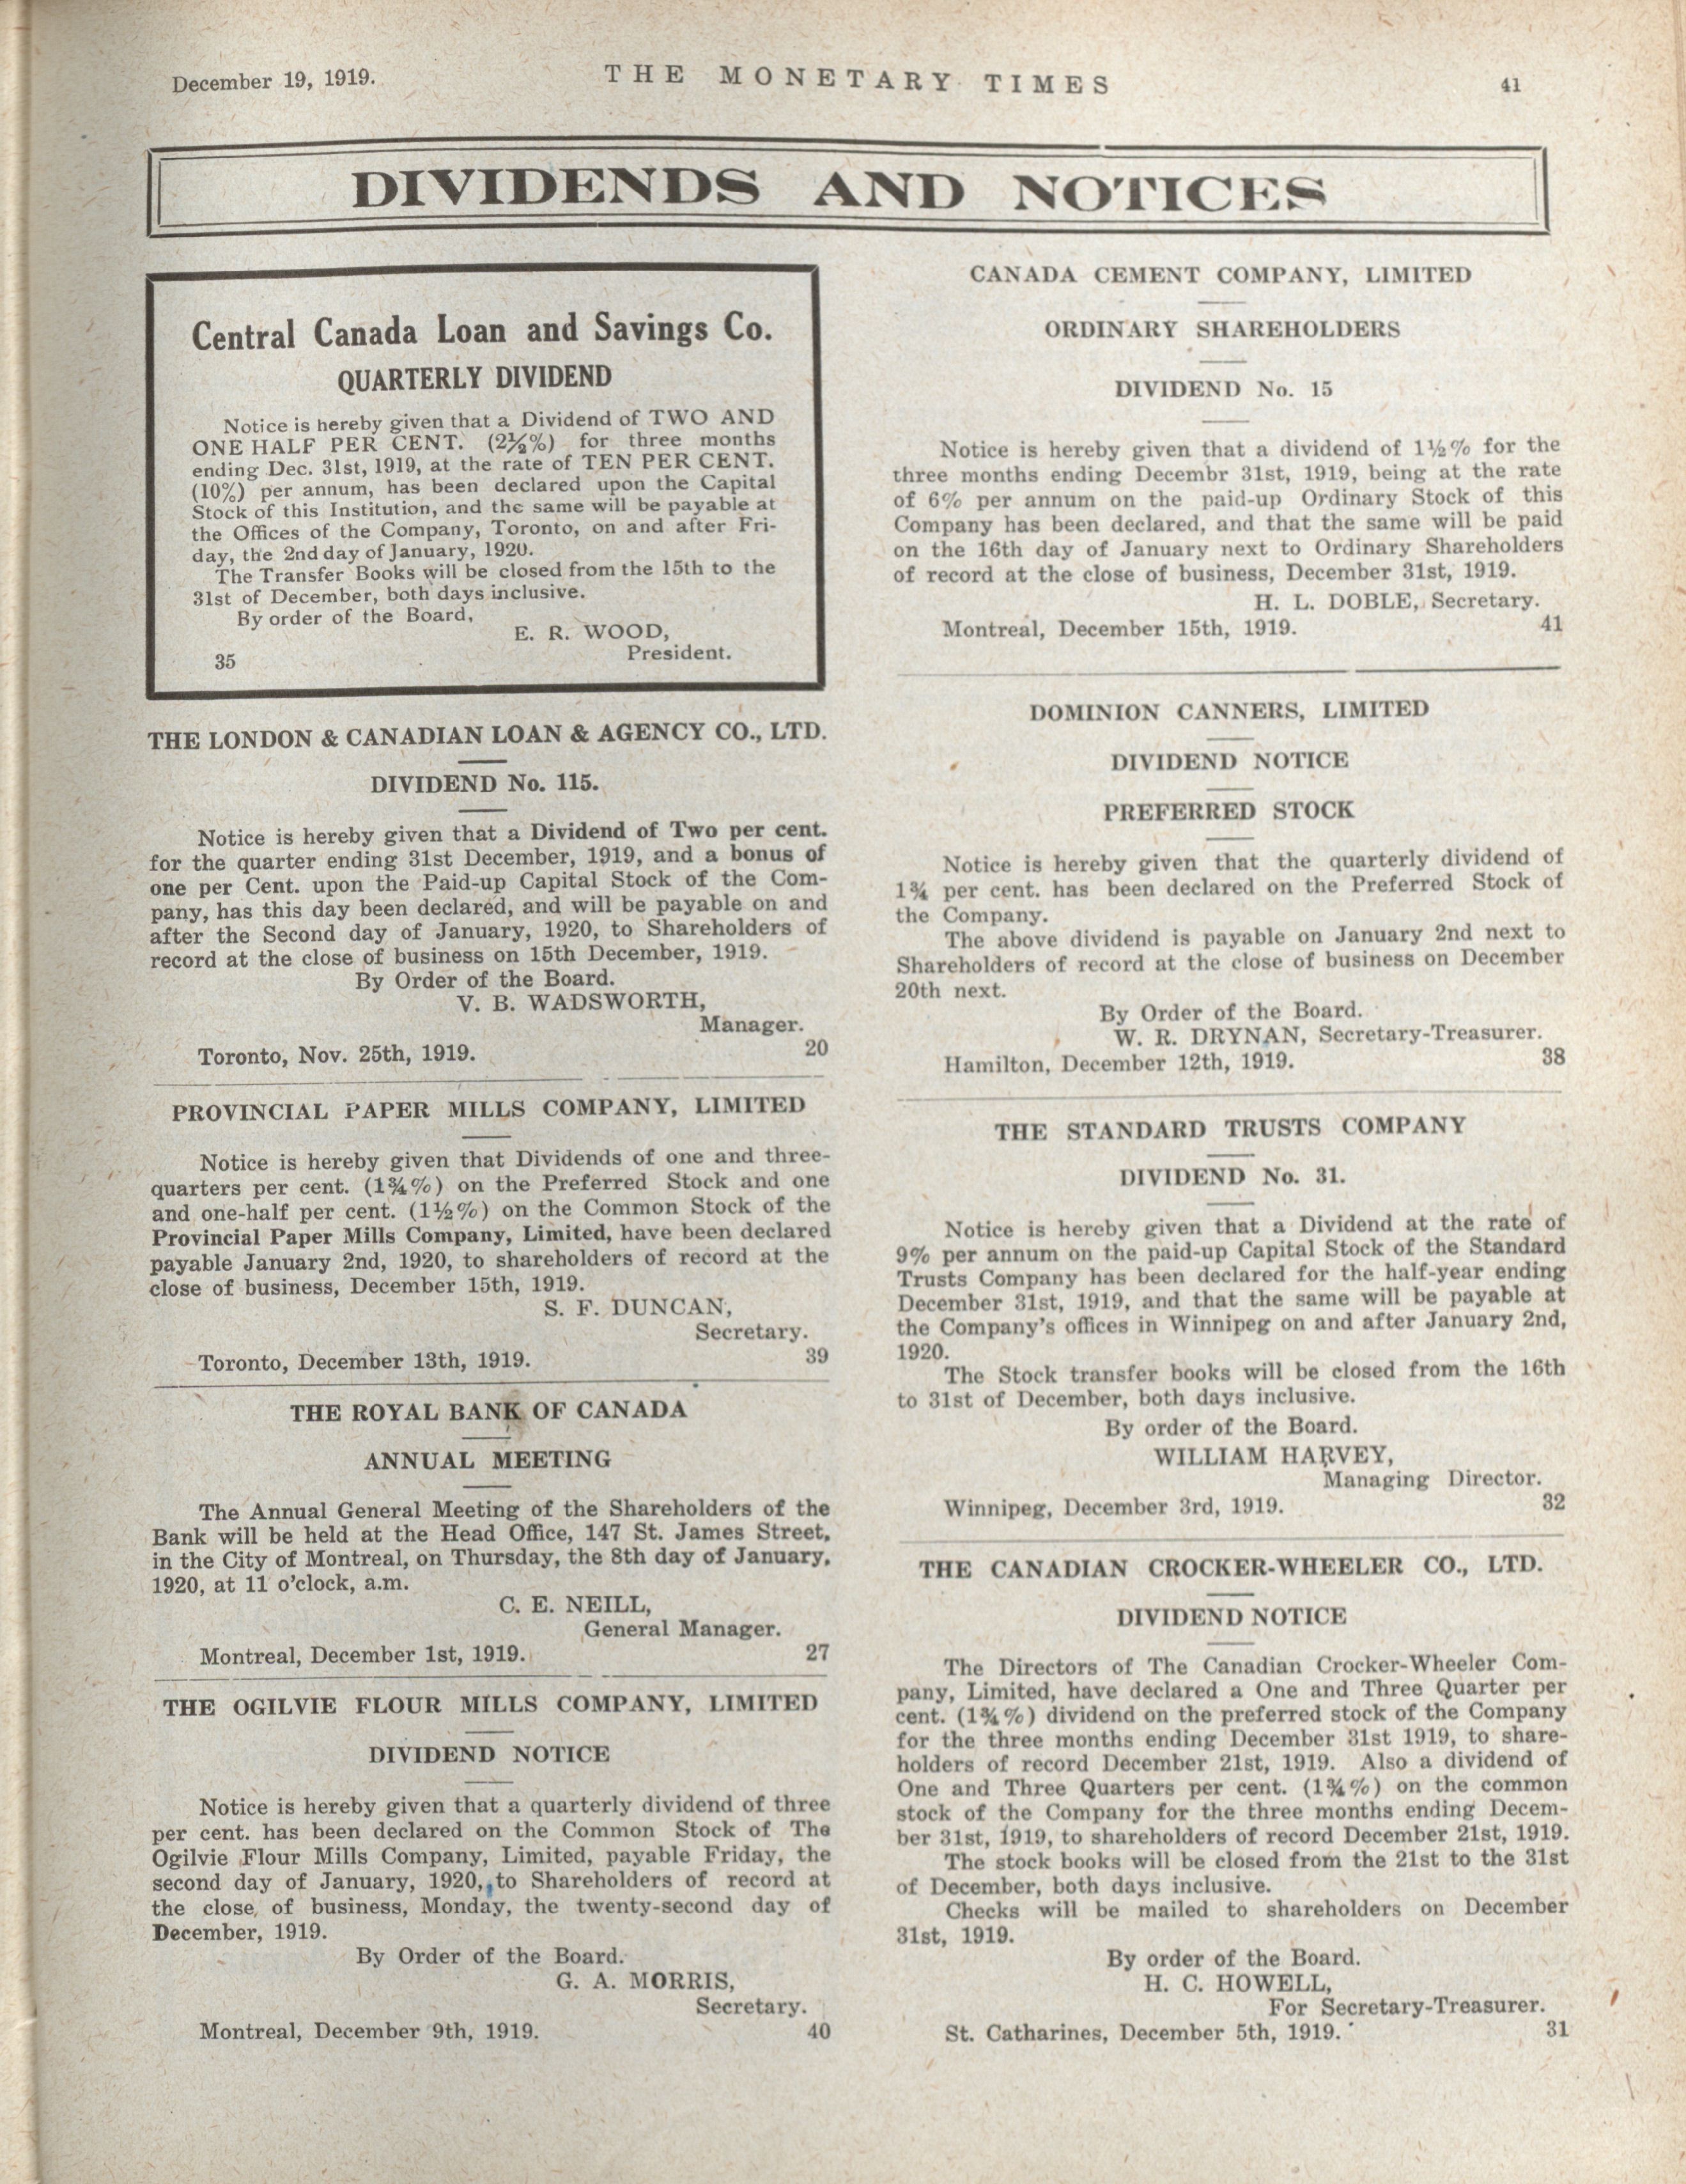 December 19, 1919.
THE MONETARY TIMES
41
DIVIDENDS AND NOTICES
Central Canada Loan and Savings Co.
QUARTERLY DIVIDEND
Notice is hereby given that a Dividend of TWO AND
ONE HALF PER CENT. (2½%) for three months
ending Dec. 31st, 1919, at the rate of TEN PER CENT.
(10%) per annum, has been declared upon the Capital
Stock of this Institution, and the same will be payable at
the Offices of the Company, Toronto, on and after Fri-
day, the 2nd day of January, 1920.
The Transfer Books will be closed from the 15th to the
31st of December, both days inclusive.
By order of the Board,
E. R. WOOD,
President.
35
THE LONDON & CANADIAN LOAN & AGENCY CO., LTD.
DIVIDEND No. 115.
Notice is hereby given that a Dividend of Two per cent.
for the quarter ending 31st December, 1919, and a bonus of
one per Cent. upon the Paid-up Capital Stock of the Com-
pany, has this day been declared, and will be payable on and
after the Second day of January, 1920, to Shareholders of
record at the close of business on 15th December, 1919.
By Order of the Board.
V. B. WADSWORTH,
Manager.
Toronto, Nov. 25th, 1919.
20
PROVINCIAL PAPER MILLS COMPANY, LIMITED
Notice is hereby given that Dividends of one and three-
quarters per cent. (1¾%) on the Preferred Stock and one
and one-half per cent. (1½%) on the Common Stock of the
Provincial Paper Mills Company, Limited, have been declared
payable January 2nd, 1920, to shareholders of record at the
close of business, December 15th, 1919.
S. F. DUNCAN,
Secretary.
Toronto, December 13th, 1919.
39
THE ROYAL BANK OF CANADA
ANNUAL MEETING
The Annual General Meeting of the Shareholders of the
Bank will be held at the Head Office, 147 St. James Street,
in the City of Montreal, on Thursday, the 8th day of January,
1920, at 11 o'clock, a.m.
C. E. NEILL,
General Manager.
Montreal, December 1st, 1919.
27
THE OGILVIE FLOUR MILLS COMPANY, LIMITED
DIVIDEND NOTICE
Notice is hereby given that a quarterly dividend of three
per cent. has been declared on the Common Stock of The
Ogilvie Flour Mills Company, Limited, payable Friday, the
second day of January, 1920, to Shareholders of record at
the close of business, Monday, the twenty-second day of
December, 1919.
By Order of the Board.
G. A. MORRIS,
Secretary.
Montreal, December 9th, 1919.
40
CANADA CEMENT COMPANY, LIMITED
ORDINARY SHAREHOLDERS
DIVIDEND No. 15
Notice is hereby given that a dividend of 1½% for the
three months ending Decembr 31st, 1919, being at the rate
of 6% per annum on the paid-up Ordinary Stock of this
Company has been declared, and that the same will be paid
on the 16th day of January next to Ordinary Shareholders
of record at the close of business, December 31st, 1919.
H. L. DOBLE, Secretary.
Montreal, December 15th, 1919.
41
DOMINION CANNERS, LIMITED
DIVIDEND NOTICE
PREFERRED STOCK
Notice is hereby given that the quarterly dividend of
1¾ per cent. has been declared on the Preferred Stock of
the Company.
The above dividend is payable on January 2nd next to
Shareholders of record at the close of business on December
20th next.
By Order of the Board.
W. R. DRYNAN, Secretary-Treasurer.
Hamilton, December 12th, 1919.
38
THE STANDARD TRUSTS COMPANY
DIVIDEND No. 31.
Notice is hereby given that a Dividend at the rate of
9% per annum on the paid-up Capital Stock of the Standard
Trusts Company has been declared for the half-year ending
December 31st, 1919, and that the same will be payable at
the Company's offices in Winnipeg on and after January 2nd,
1920.
The Stock transfer books will be closed from the 16th
to 31st of December, both days inclusive.
By order of the Board.
WILLIAM HARVEY,
Managing Director.
Winnipeg, December 3rd, 1919.
32
THE CANADIAN CROCKER-WHEELER CO., LTD.
DIVIDEND NOTICE
The Directors of The Canadian Crocker-Wheeler Com-
pany, Limited, have declared a One and Three Quarter per
cent. (1¾%) dividend on the preferred stock of the Company
for the three months ending December 31st 1919, to share-
holders of record December 21st, 1919. Also a dividend of
One and Three Quarters per cent. (1¾%) on the common
stock of the Company for the three months ending Decem-
ber 31st, 1919, to shareholders of record December 21st, 1919.
The stock books will be closed from the 21st to the 31st
of December, both days inclusive.
Checks will be mailed to shareholders on December
31st, 1919.
By order of the Board.
H. C. HOWELL,
For Secretary-Treasurer.
St. Catharines, December 5th, 1919.
31